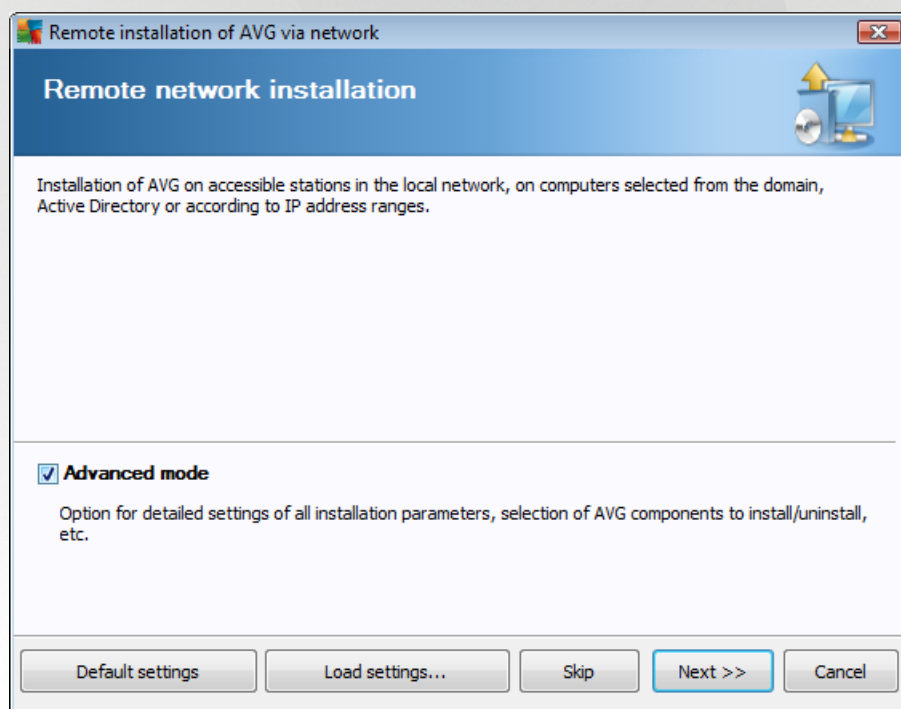 Remote installation of AVG via network
Remote network installation
Installation of AVG on accessible stations in the local network, on computers selected from the domain,
Active Directory or according to IP address ranges.
Advanced mode
Option for detailed settings of all installation parameters, selection of AVG components to install/uninstall,
etc.
Default settings
Load settings...
Skip
Next >>
Cancel